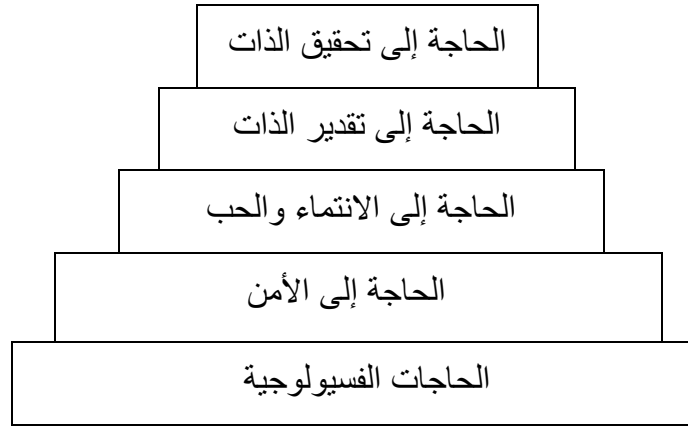 الحاجة إلى تحقيق الذات
الحاجة إلى تقدير الذات
الحاجة إلى الانتماء والحب
الحاجة إلى الأمن
الحاجات الفسيولوجية